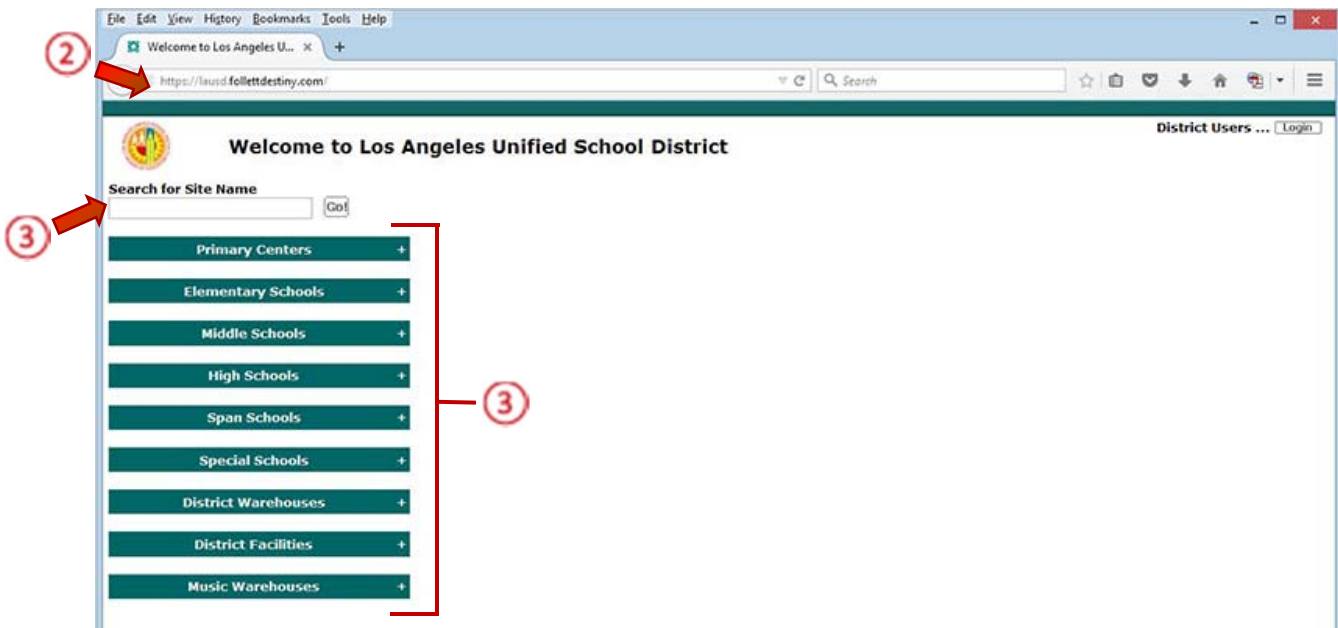 File Edit View History Bookmarks Tools Help
Welcome to Los Angeles U... × +
2
https://lausd.follettdestiny.com/
Search
District Users ... Login
Welcome to Los Angeles Unified School District
Search for Site Name
Go!
3
Primary Centers +
Elementary Schools +
Middle Schools +
High Schools +
3
Span Schools +
Special Schools +
District Warehouses +
District Facilities +
Music Warehouses +